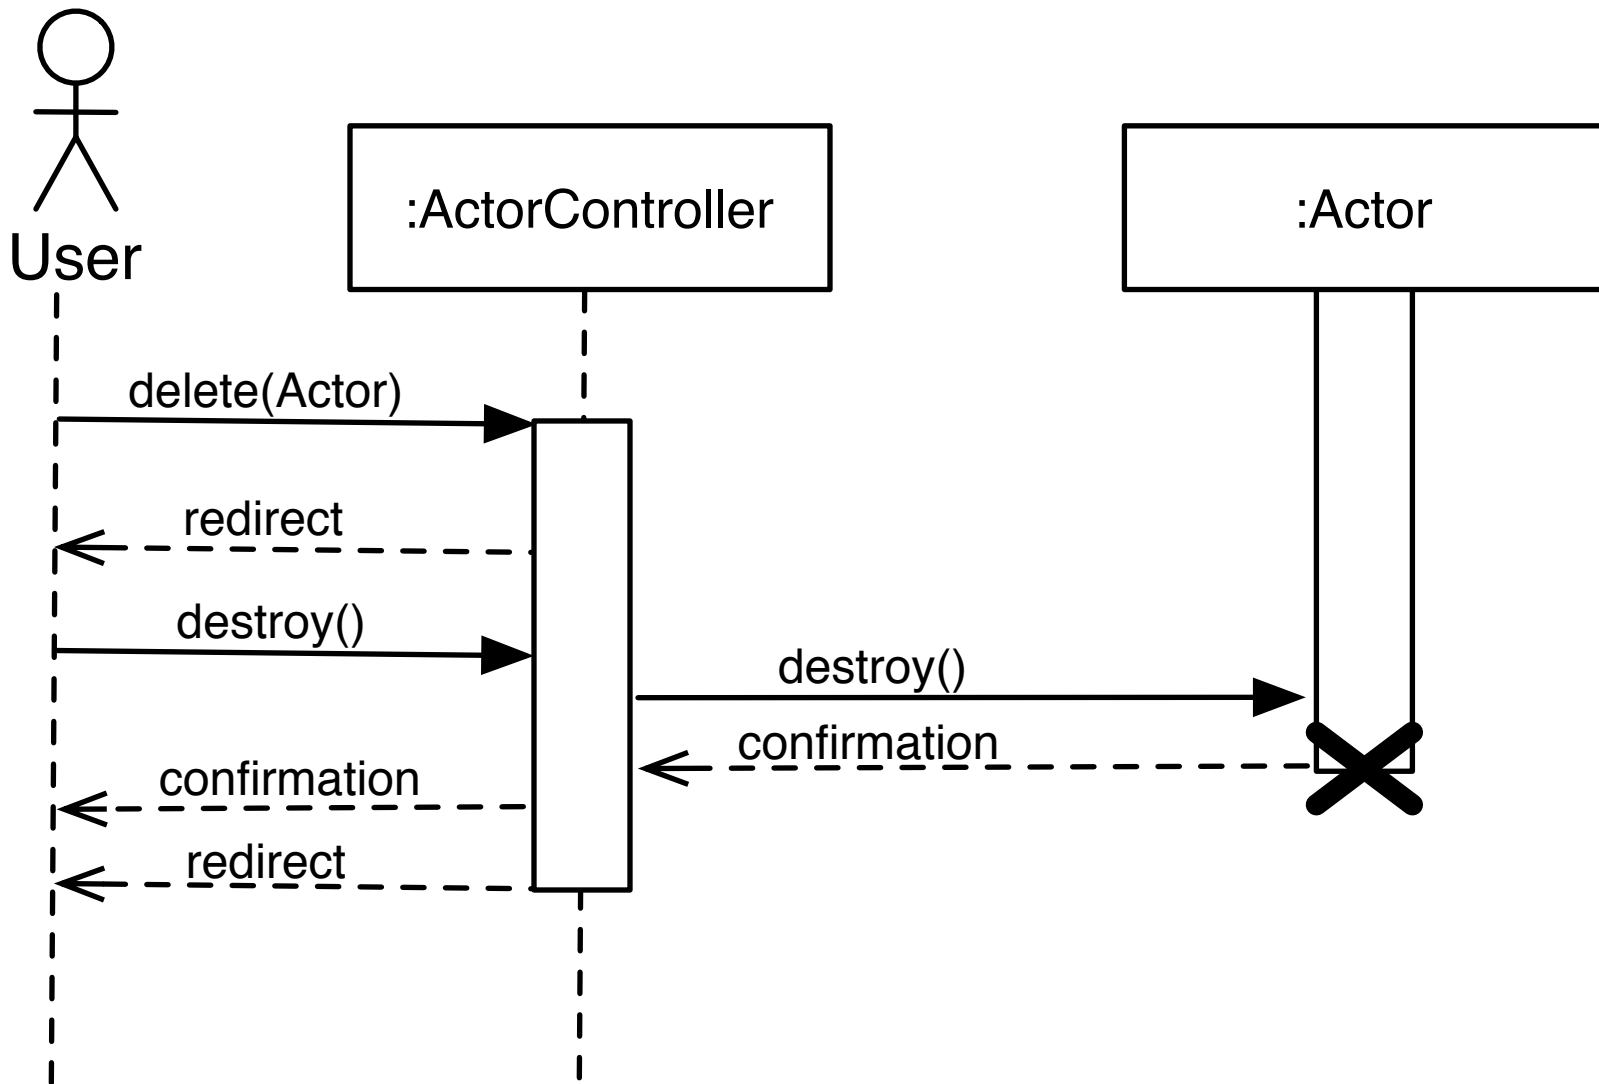 User
:ActorController
:Actor
delete(Actor)
redirect
destroy()
destroy()
confirmation
confirmation
redirect